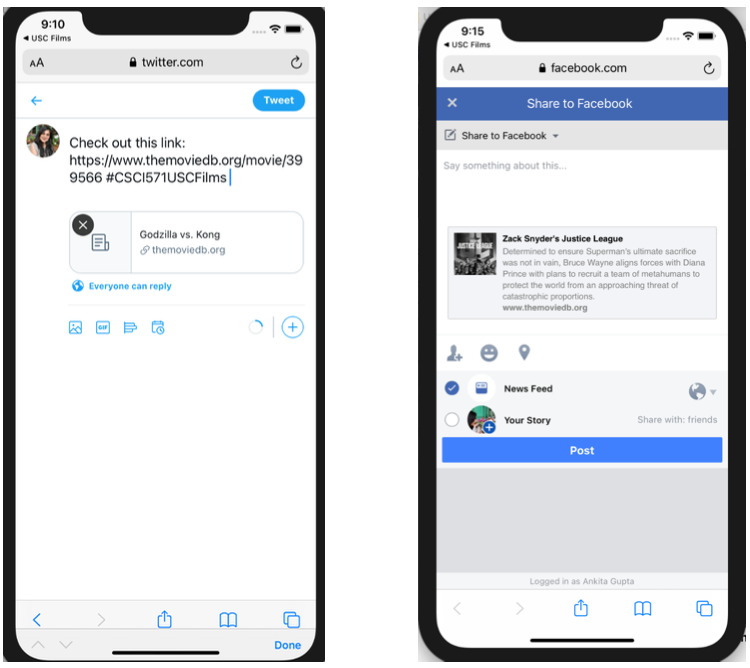 9:10
◀ USC Films
AA
twitter.com
Tweet
Check out this link:
https://www.themoviedb.org/movie/39
9566 #CSCI571USCFilms
Godzilla vs. Kong
themoviedb.org
Everyone can reply
GIF
Done
9:15
◀ USC Films
AA
facebook.com
Share to Facebook
Share to Facebook
Say something about this...
JUSTICE LEAGUE
Zack Snyder's Justice League
Determined to ensure Superman's ultimate sacrifice
was not in vain, Bruce Wayne aligns forces with Diana
Prince with plans to recruit a team of metahumans to
protect the world from an approaching threat of
catastrophic proportions.
www.themoviedb.org
News Feed
Your Story
Share with: friends
Post
Logged in as Ankita Gupta